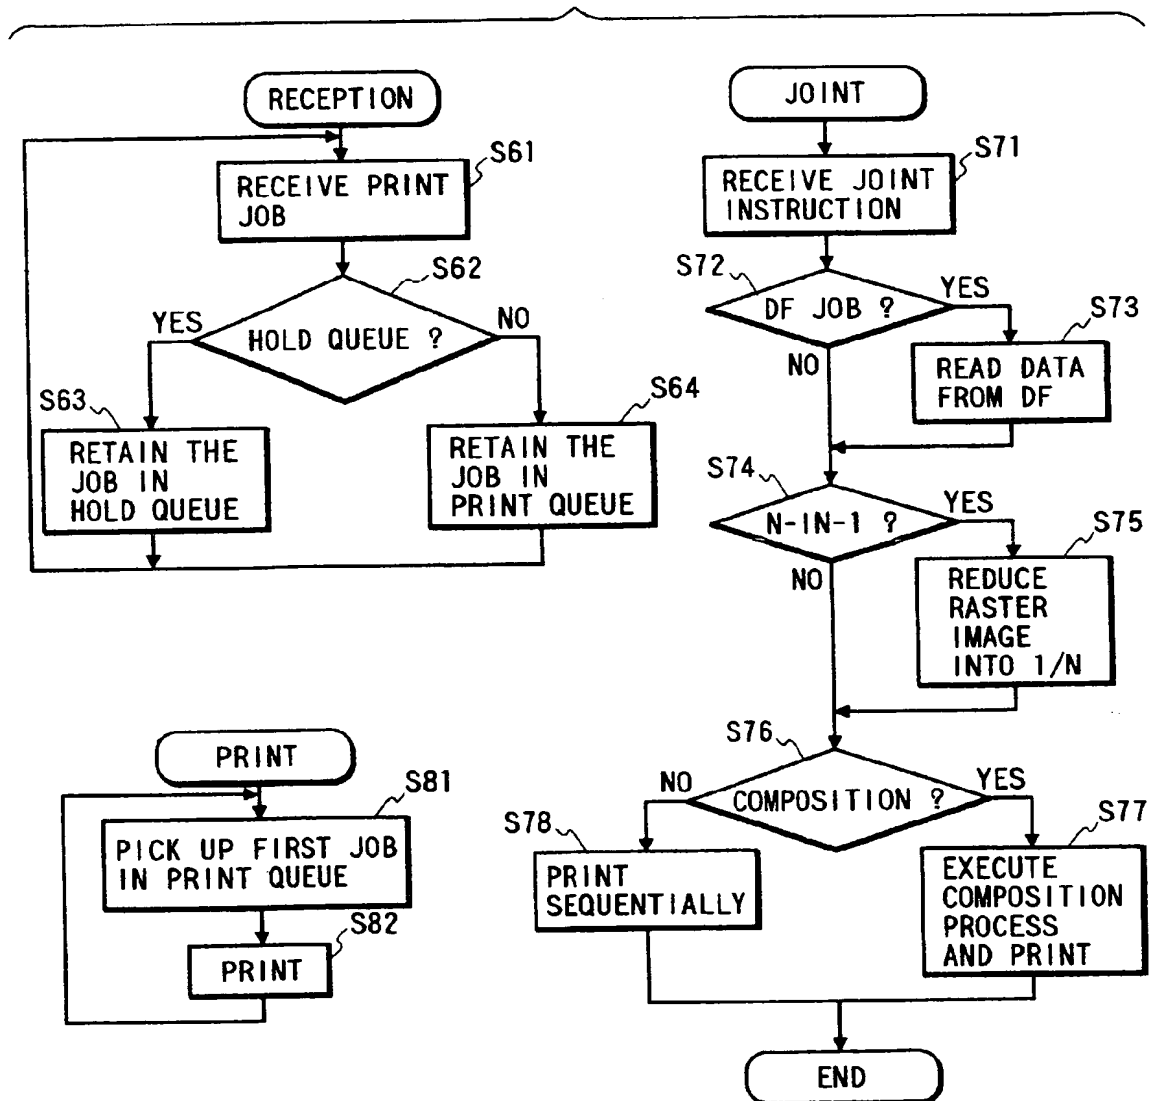 RECEPTION
S61
RECEIVE PRINT
JOB
S62
HOLD QUEUE ?
YES
NO
S63
RETAIN THE
JOB IN
HOLD QUEUE
S64
RETAIN THE
JOB IN
PRINT QUEUE
PRINT
S81
PICK UP FIRST JOB
IN PRINT QUEUE
S82
PRINT
JOINT
S71
RECEIVE JOINT
INSTRUCTION
S72
DF JOB ?
YES
NO
S73
READ DATA
FROM DF
S74
N-IN-1 ?
YES
NO
S75
REDUCE
RASTER
IMAGE
INTO 1/N
S76
COMPOSITION ?
NO
YES
S78
PRINT
SEQUENTIALLY
S77
EXECUTE
COMPOSITION
PROCESS
AND PRINT
END